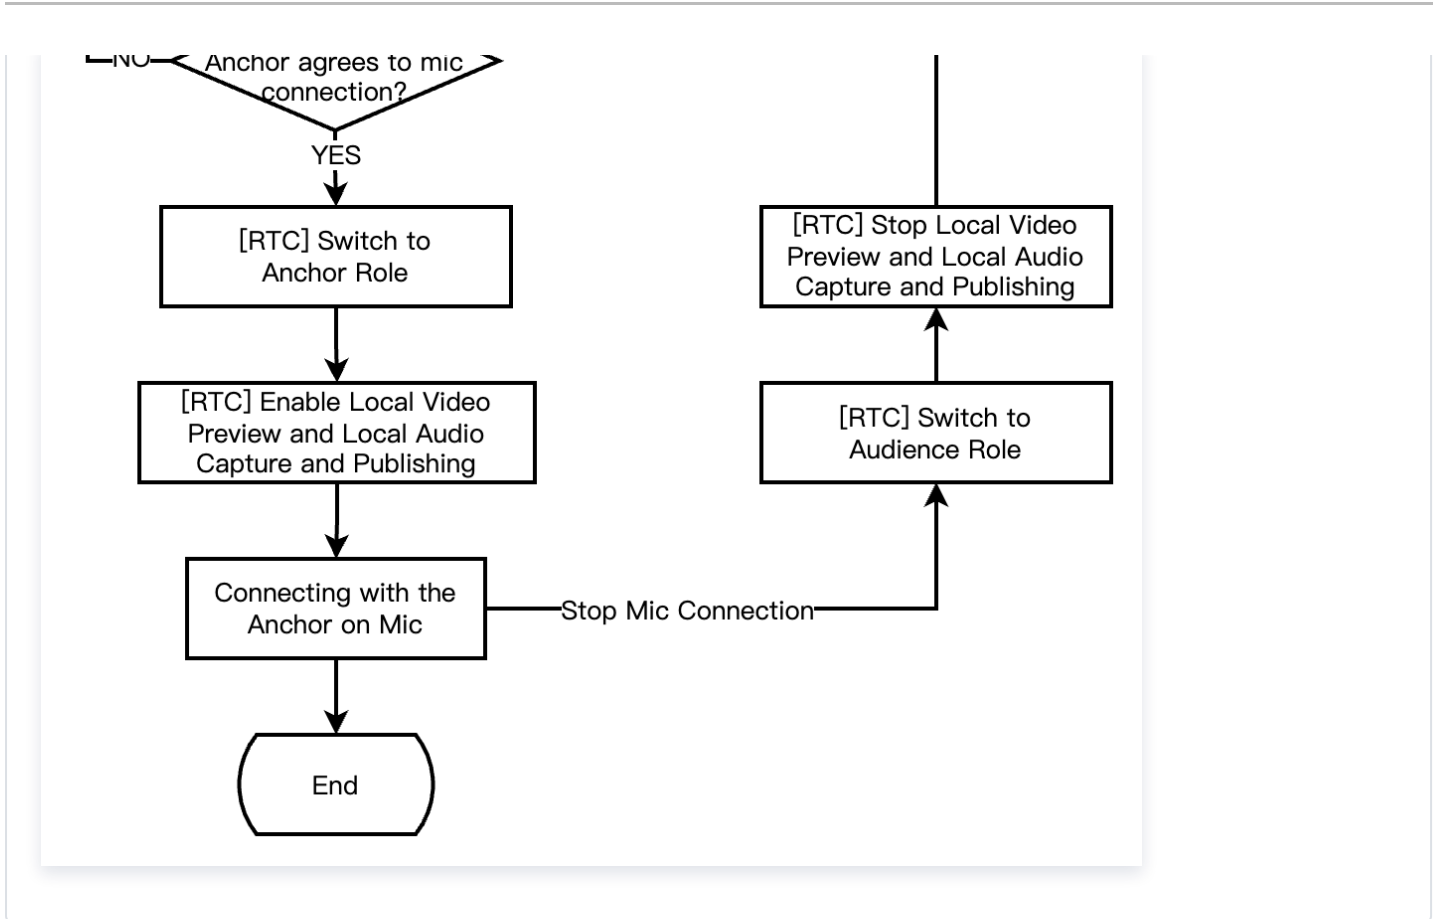 NO
Anchor agrees to mic
connection?
YES
[RTC] Switch to
Anchor Role
[RTC] Enable Local Video
Preview and Local Audio
Capture and Publishing
Connecting with the
Anchor on Mic
Stop Mic Connection
End
[RTC] Stop Local Video
Preview and Local Audio
Capture and Publishing
[RTC] Switch to
Audience Role